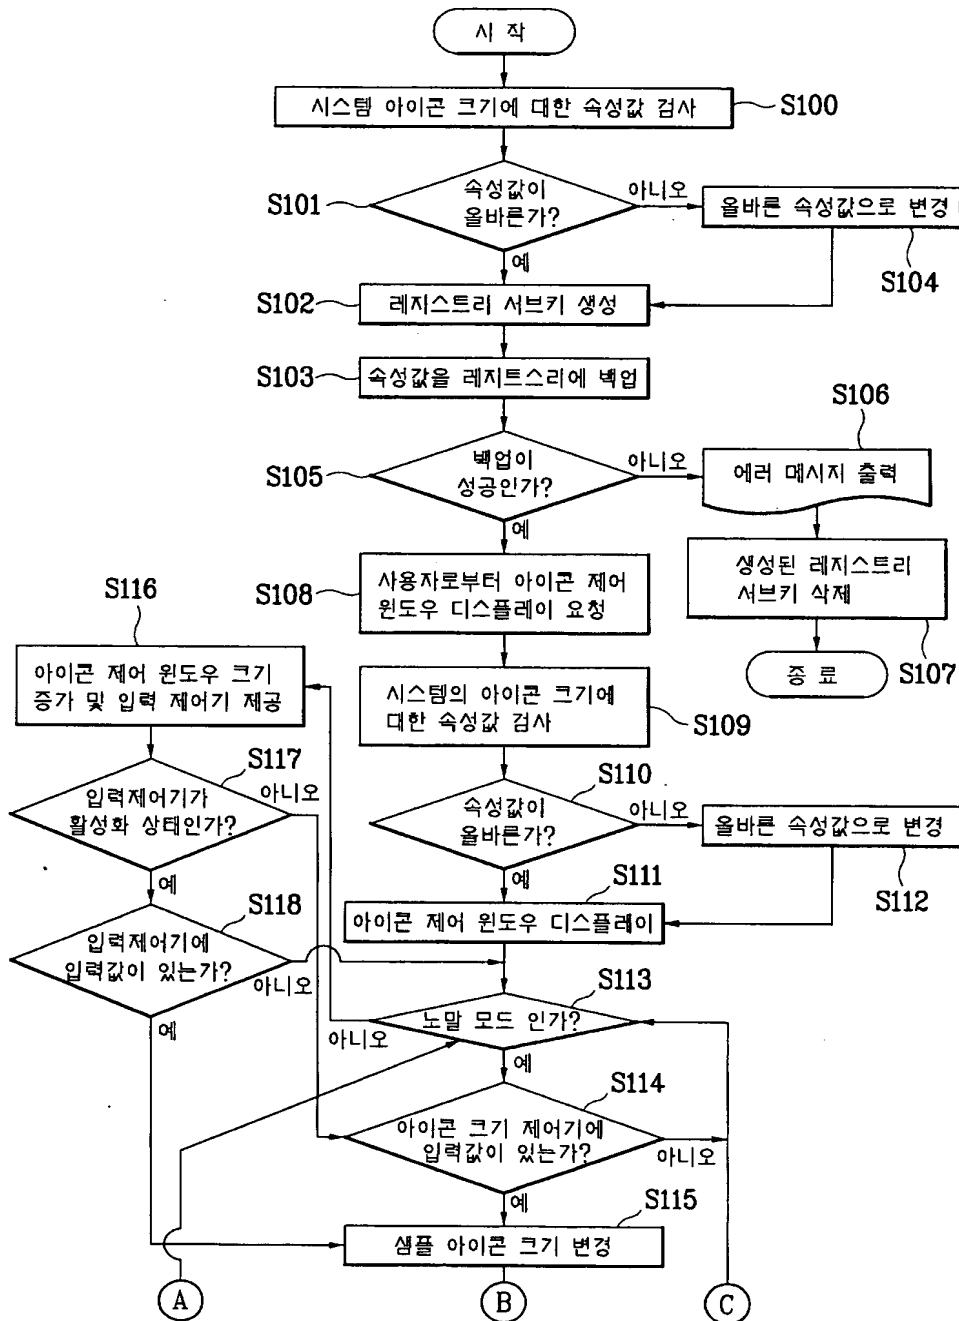 시 작
시스템 아이콘 크기에 대한 속성값 검사
S100
속성값이
올바른가?
S101
아니오
올바른 속성값으로 변경
S104
예
S102
레지스트리 서브키 생성
S103
속성값을 레지트스리에 백업
S106
S105
백업이
성공인가?
아니오
에러 메시지 출력
예
S108
사용자로부터 아이콘 제어
윈도우 디스플레이 요청
생성된 레지스트리
서브키 삭제
S107
종 료
S116
아이콘 제어 윈도우 크기
증가 및 입력 제어기 제공
시스템의 아이콘 크기에
대한 속성값 검사
S109
S117
입력제어기가
활성화 상태인가?
아니오
예
S110
속성값이
올바른가?
아니오
올바른 속성값으로 변경
S112
예
S111
아이콘 제어 윈도우 디스플레이
S118
입력제어기에
입력값이 있는가?
아니오
예
S113
노말 모드 인가?
아니오
예
S114
아이콘 크기 제어기에
입력값이 있는가?
아니오
예
S115
샘플 아이콘 크기 변경
A
B
C